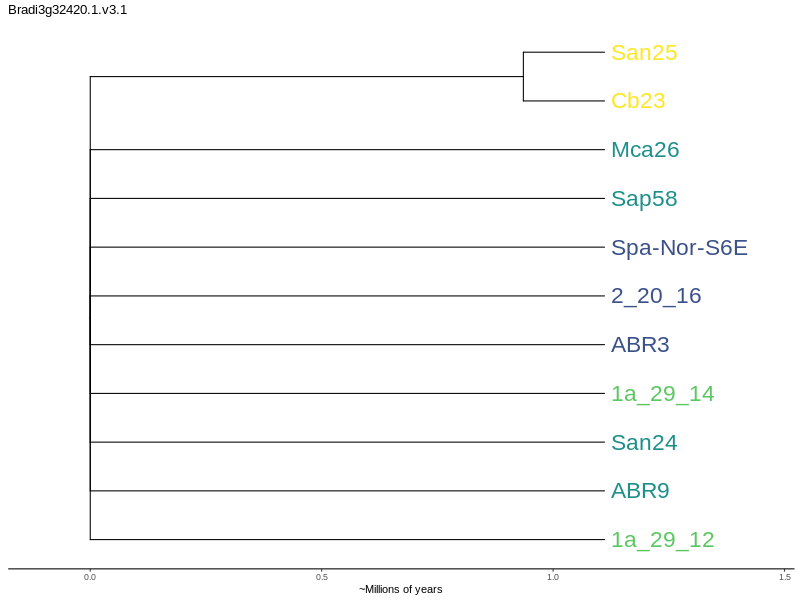 Bradi3g32420.1.v3.1
San25
Cb23
Mca26
Sap58
Spa-Nor-S6E
2_20_16
ABR3
1a_29_14
San24
ABR9
1a_29_12
0.0 0.5 1.0 1.5
~Millions of years